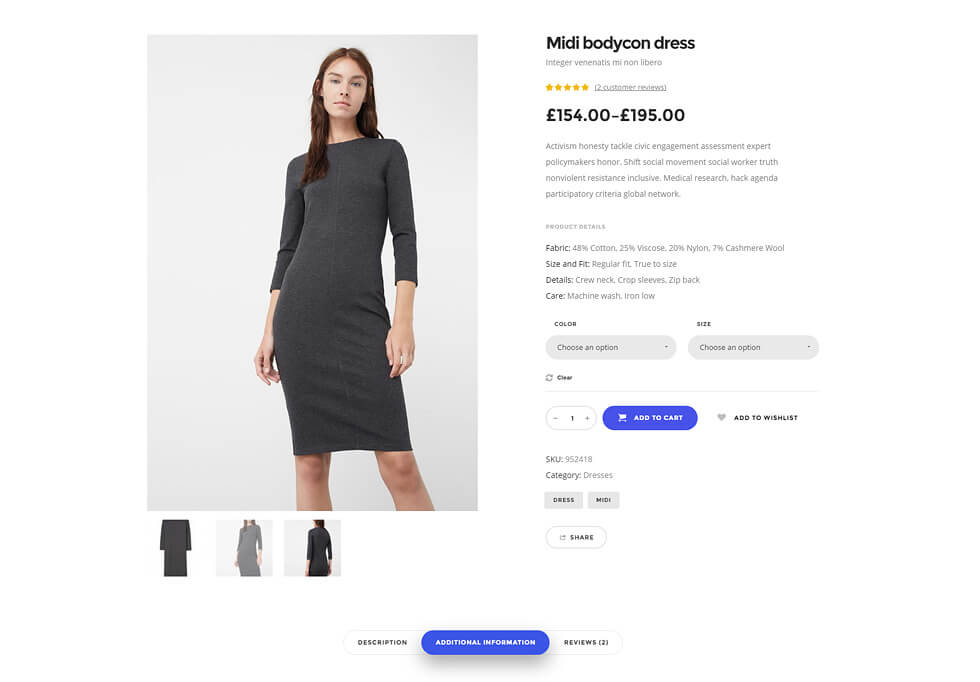 Midi bodycon dress
Integer venenatis mi non libero
(2 customer reviews)
£154.00–£195.00
Activism honesty tackle civic engagement assessment expert
policymakers honor. Shift social movement social worker truth
nonviolent resistance inclusive. Medical research, hack agenda
participatory criteria global network.
PRODUCT DETAILS
Fabric: 48% Cotton, 25% Viscose, 20% Nylon, 7% Cashmere Wool
Size and Fit: Regular fit, True to size
Details: Crew neck, Crop sleeves, Zip back
Care: Machine wash, Iron low
COLOR SIZE
Choose an option Choose an option
Clear
− 1 + ADD TO CART ADD TO WISHLIST
SKU: 952418
Category: Dresses
DRESS MIDI
SHARE
DESCRIPTION ADDITIONAL INFORMATION REVIEWS (2)